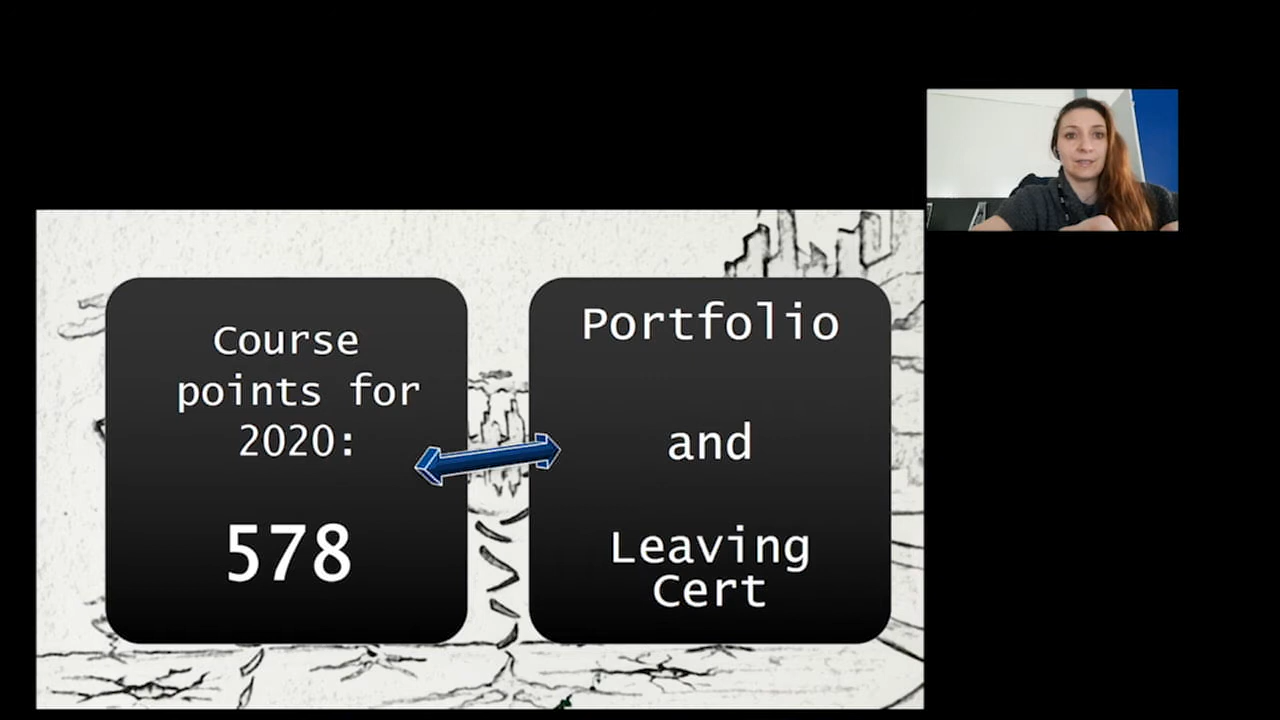 Course
points for
2020:
578
Portfolio
and
Leaving
Cert